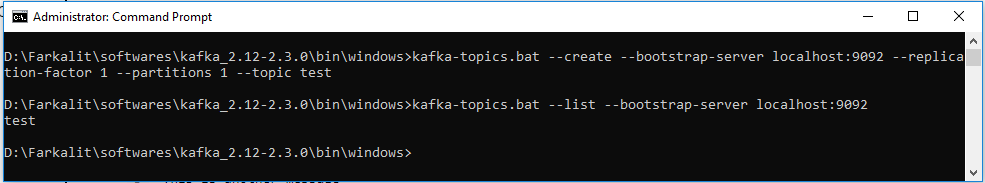 Administrator: Command Prompt
D:\Farkalit\softwares\kafka_2.12-2.3.0\bin\windows>kafka-topics.bat --create --bootstrap-server localhost:9092 --replica
tion-factor 1 --partitions 1 --topic test
D:\Farkalit\softwares\kafka_2.12-2.3.0\bin\windows>kafka-topics.bat --list --bootstrap-server localhost:9092
test
D:\Farkalit\softwares\kafka_2.12-2.3.0\bin\windows>